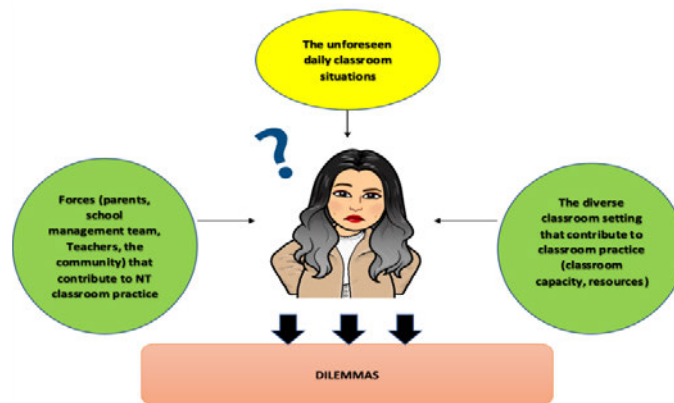 The unforeseen
daily classroom
situations
?
Forces (parents,
school
management team,
Teachers, the
community) that
contribute to NT
classroom practice
The diverse
classroom setting
that contribute to
classroom practice
(classroom
capacity, resources)
DILEMMAS